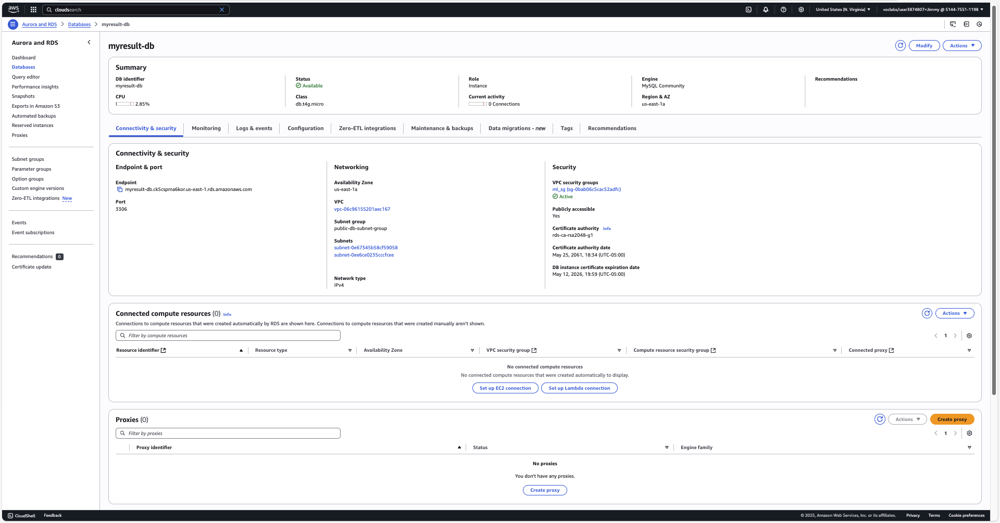 aws
cloudsearch
United States (N. Virginia)
voclabs/user3874807=Jimmy @ 5144-7551-1198
Aurora and RDS
Databases
myresult-db
Aurora and RDS
Dashboard
Databases
Query editor
Performance insights
Snapshots
Exports in Amazon S3
Automated backups
Reserved instances
Proxies
Subnet groups
Parameter groups
Option groups
Custom engine versions
Zero-ETL integrations New
Events
Event subscriptions
Recommendations 0
Certificate update
myresult-db
Modify
Actions
Summary
DB identifier
myresult-db
CPU
2.85%
Status
Available
Class
db.t4g.micro
Role
Instance
Current activity
0 Connections
Engine
MySQL Community
Region & AZ
us-east-1a
Recommendations
Connectivity & security
Monitoring
Logs & events
Configuration
Zero-ETL integrations
Maintenance & backups
Data migrations - new
Tags
Recommendations
Connectivity & security
Endpoint & port
Endpoint
myresult-db.ck5cspma6kor.us-east-1.rds.amazonaws.com
Port
3306
Networking
Availability Zone
us-east-1a
VPC
vpc-06c96155201aec167
Subnet group
public-db-subnet-group
Subnets
subnet-0e67345b58cf59058
subnet-0ee6ce0235cccfcee
Network type
IPv4
Security
VPC security groups
ml_sg (sg-0bab06c5cac52adfc)
Active
Publicly accessible
Yes
Certificate authority Info
rds-ca-rsa2048-g1
Certificate authority date
May 25, 2061, 18:34 (UTC-05:00)
DB instance certificate expiration date
May 12, 2026, 19:59 (UTC-05:00)
Connected compute resources (0) Info
Actions
Connections to compute resources that were created automatically by RDS are shown here. Connections to compute resources that were created manually aren't shown.
Filter by compute resources
1
Resource identifier
Resource type
Availability Zone
VPC security group
Compute resource security group
Connected proxy
No connected compute resources
No connected compute resources that were created automatically to display.
Set up EC2 connection
Set up Lambda connection
Proxies (0)
Actions
Create proxy
Filter by proxies
1
Proxy identifier
Status
Engine family
No proxies
You don't have any proxies.
Create proxy
CloudShell
Feedback
© 2025, Amazon Web Services, Inc. or its affiliates.
Privacy
Terms
Cookie preferences